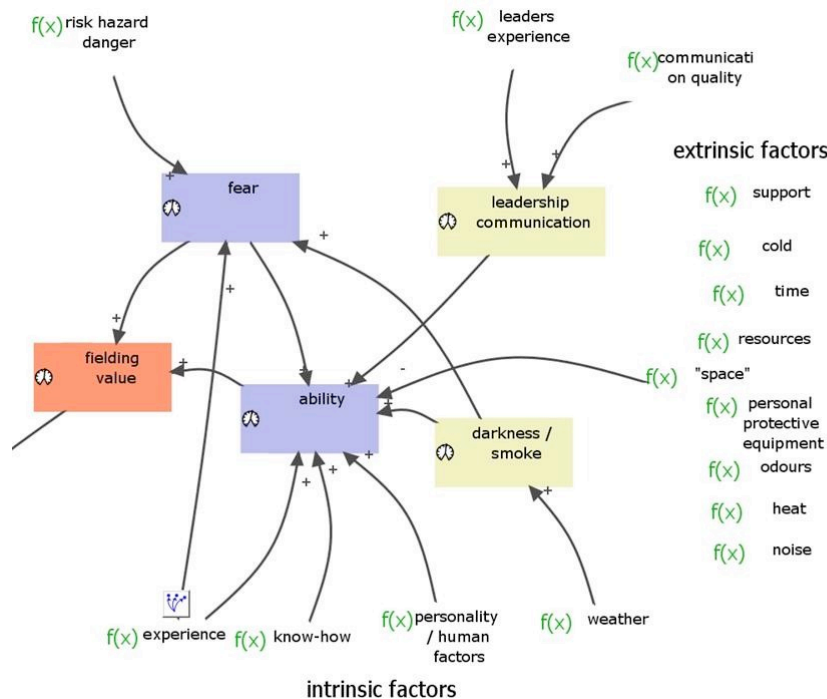 f(x) risk hazard
danger
f(x) leaders
experience
f(x) communicati
on quality
extrinsic factors
+
+
+
fear
leadership
communication
f(x) support
+
f(x) cold
+
f(x) time
+
f(x) resources
fielding
value
+
+
-
+
f(x) "space"
ability
+
f(x) personal
protective
equipment
darkness /
smoke
f(x) odours
+
+
+
+
f(x) heat
f(x) noise
f(x) experience
f(x) know-how
f(x) personality
/ human
factors
f(x) weather
intrinsic factors